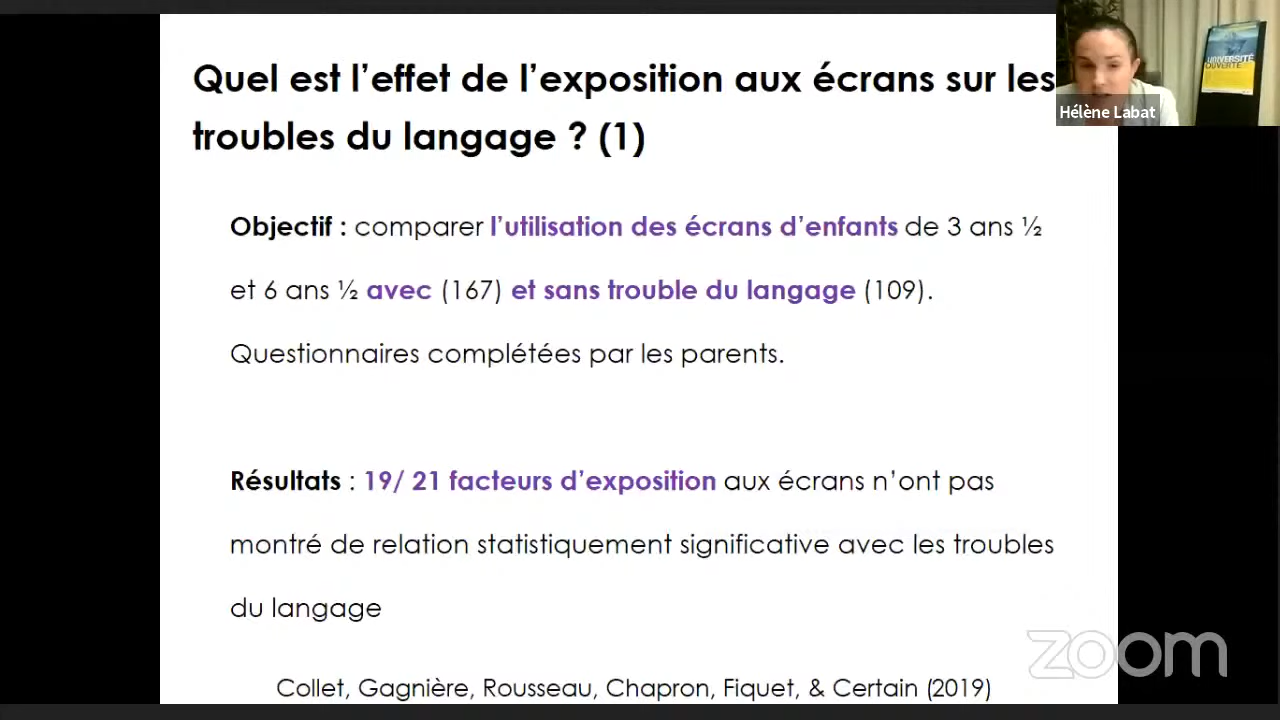 Quel est l’effet de l’exposition aux écrans sur les
troubles du langage ? (1)
Hélène Labat
UNIVERSITÉ
OUVERTE
Objectif : comparer l’utilisation des écrans d’enfants de 3 ans ½
et 6 ans ½ avec (167) et sans trouble du langage (109).
Questionnaires complétées par les parents.
Résultats : 19/ 21 facteurs d’exposition aux écrans n’ont pas
montré de relation statistiquement significative avec les troubles
du langage
Collet, Gagnière, Rousseau, Chapron, Fiquet, & Certain (2019)
zoom